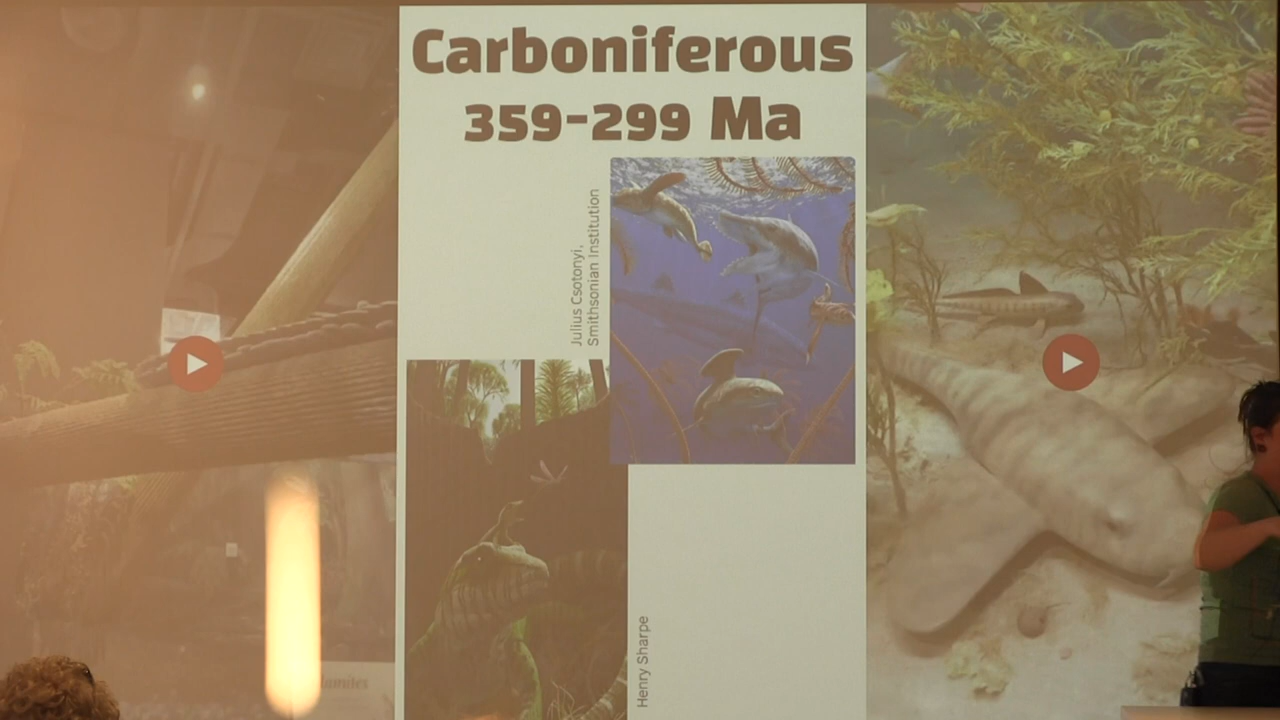 Carboniferous
359-299 Ma
Julius Csotonyi,
Smithsonian Institution
Henry Sharpe